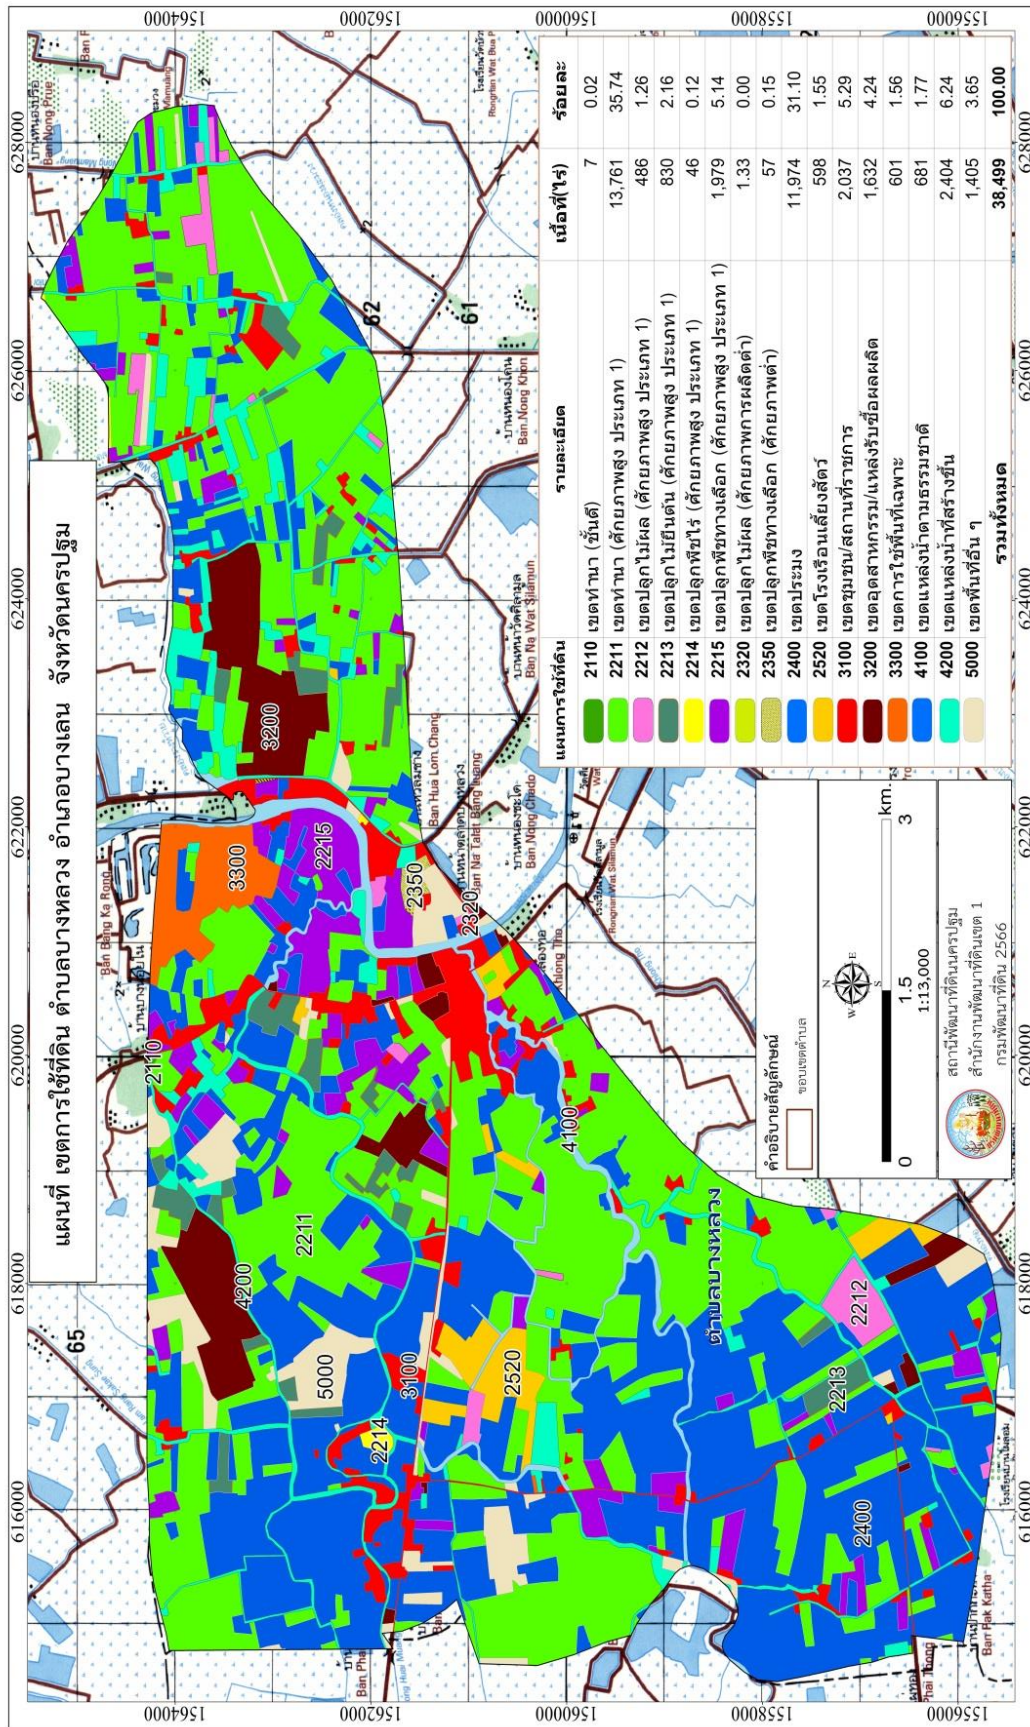 แผนที่ เขตการใช้ที่ดิน ตำบลบางหลวง อำเภอบางเลน จังหวัดนครปฐม
616000
618000
620000
622000
624000
626000
628000
1564000
1562000
1560000
1558000
1556000
65
62
61
Ban Bang Ka Rong
Ban Nong Prue
2110
3300
2215
3200
4200
2211
5000
2214
3100
2350
2320
2520
4100
2212
2213
2400
ตำบลบางหลวง
Ban Hua Lom Chang
Ban Nong Chado
Ban Na Wat Silamun
Ban Nong Khon
Rongrian Wat Silamun
Khlong Tho
Ban Pak Katha
Phai Thong
แผนการใช้ที่ดิน รายละเอียด เนื้อที่(ไร่) ร้อยละ
2110 เขตทำนา (ชั้นดี) 7 0.02
2211 เขตทำนา (ศักยภาพสูง ประเภท 1) 13,761 35.74
2212 เขตปลูกไม้ผล (ศักยภาพสูง ประเภท 1) 486 1.26
2213 เขตปลูกไม้ยืนต้น (ศักยภาพสูง ประเภท 1) 830 2.16
2214 เขตปลูกพืชไร่ (ศักยภาพสูง ประเภท 1) 46 0.12
2215 เขตปลูกพืชทางเลือก (ศักยภาพสูง ประเภท 1) 1,979 5.14
2320 เขตปลูกไม้ผล (ศักยภาพการผลิตต่ำ) 1.33 0.00
2350 เขตปลูกพืชทางเลือก (ศักยภาพต่ำ) 57 0.15
2400 เขตประมง 11,974 31.10
2520 เขตโรงเรือนเลี้ยงสัตว์ 598 1.55
3100 เขตชุมชน/สถานที่ราชการ 2,037 5.29
3200 เขตอุตสาหกรรม/แหล่งรับซื้อผลผลิต 1,632 4.24
3300 เขตการใช้พื้นที่เฉพาะ 601 1.56
4100 เขตแหล่งน้ำตามธรรมชาติ 681 1.77
4200 เขตแหล่งน้ำที่สร้างขึ้น 2,404 6.24
5000 เขตพื้นที่อื่น ๆ 1,405 3.65
รวมทั้งหมด 38,499 100.00
คำอธิบายสัญลักษณ์
ขอบเขตตำบล
N
W E
S
0 1.5 3 km.
1:13,000
สถานีพัฒนาที่ดินนครปฐม
สำนักงานพัฒนาที่ดินเขต 1
กรมพัฒนาที่ดิน 2566
616000
618000
620000
622000
624000
626000
628000
1564000
1562000
1560000
1558000
1556000